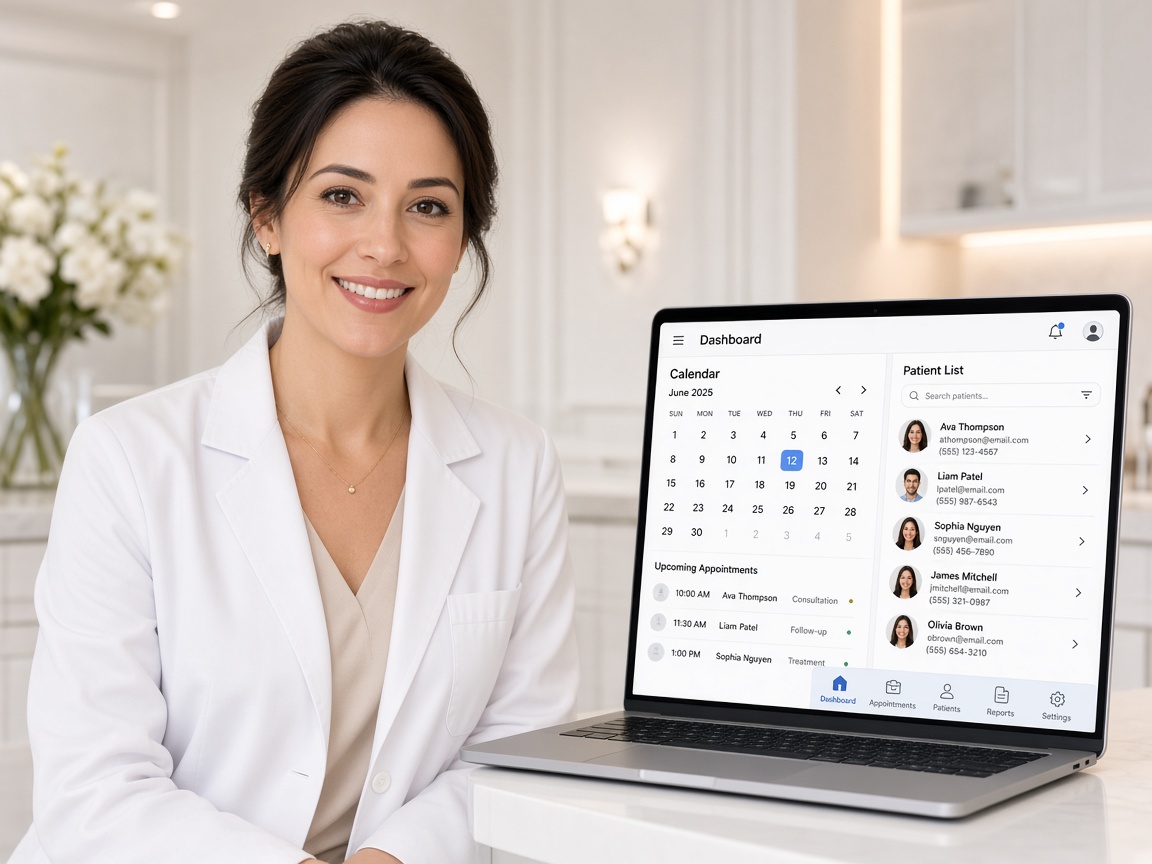 Dashboard
Calendar
June 2025
SUN MON TUE WED THU FRI SAT
1 2 3 4 5 6 7
8 9 10 11 12 13 14
15 16 17 18 19 20 21
22 23 24 25 26 27 28
29 30 1 2 3 4 5
Upcoming Appointments
10:00 AM Ava Thompson Consultation
11:30 AM Liam Patel Follow-up
1:00 PM Sophia Nguyen Treatment
Patient List
Search patients...
Ava Thompson
athompson@email.com
(555) 123-4567
Liam Patel
lpatel@email.com
(555) 987-6543
Sophia Nguyen
snguyen@email.com
(555) 456-7890
James Mitchell
jmitchell@email.com
(555) 321-0987
Olivia Brown
obrown@email.com
(555) 654-3210
Dashboard Appointments Patients Reports Settings